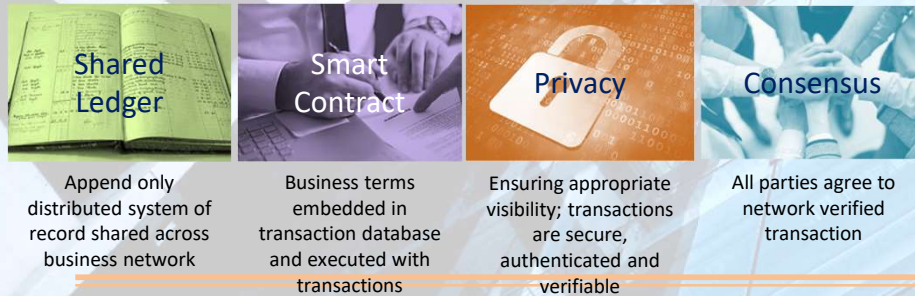 Shared
Ledger
Smart
Contract
Privacy
Consensus
Append only
distributed system of
record shared across
business network
Business terms
embedded in
transaction database
and executed with
transactions
Ensuring appropriate
visibility; transactions
are secure,
authenticated and
verifiable
All parties agree to
network verified
transaction